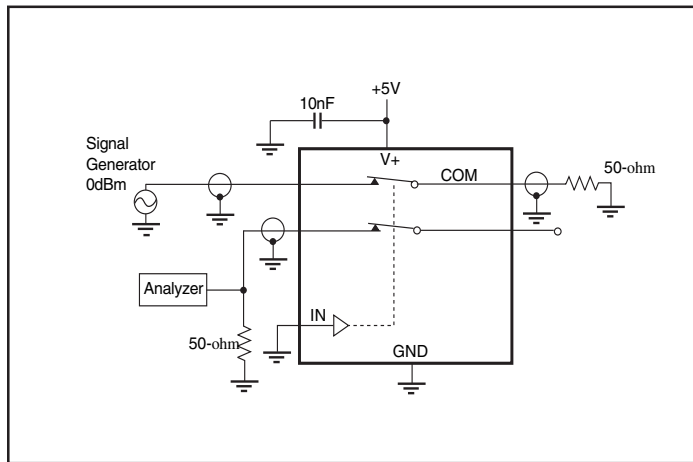 +5V
10nF
Signal
Generator
0dBm
V+
COM
50-ohm
Analyzer
IN
50-ohm
GND